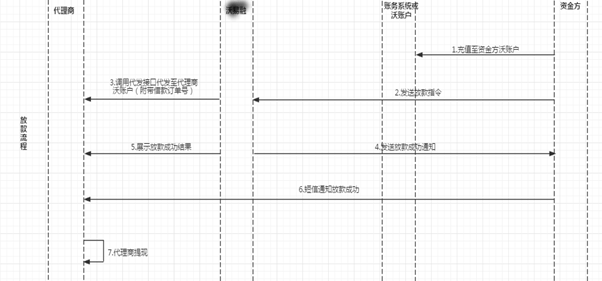 代理商
账务系统或
沃账户
资金方
1.充值至资金方沃账户
3.调用代发接口代发至代理商
沃账户（附带借款订单号）
2.发送放款指令
放
款
流
程
5.展示放款成功结果
4.发送放款成功通知
6.短信通知放款成功
7.代理商提现